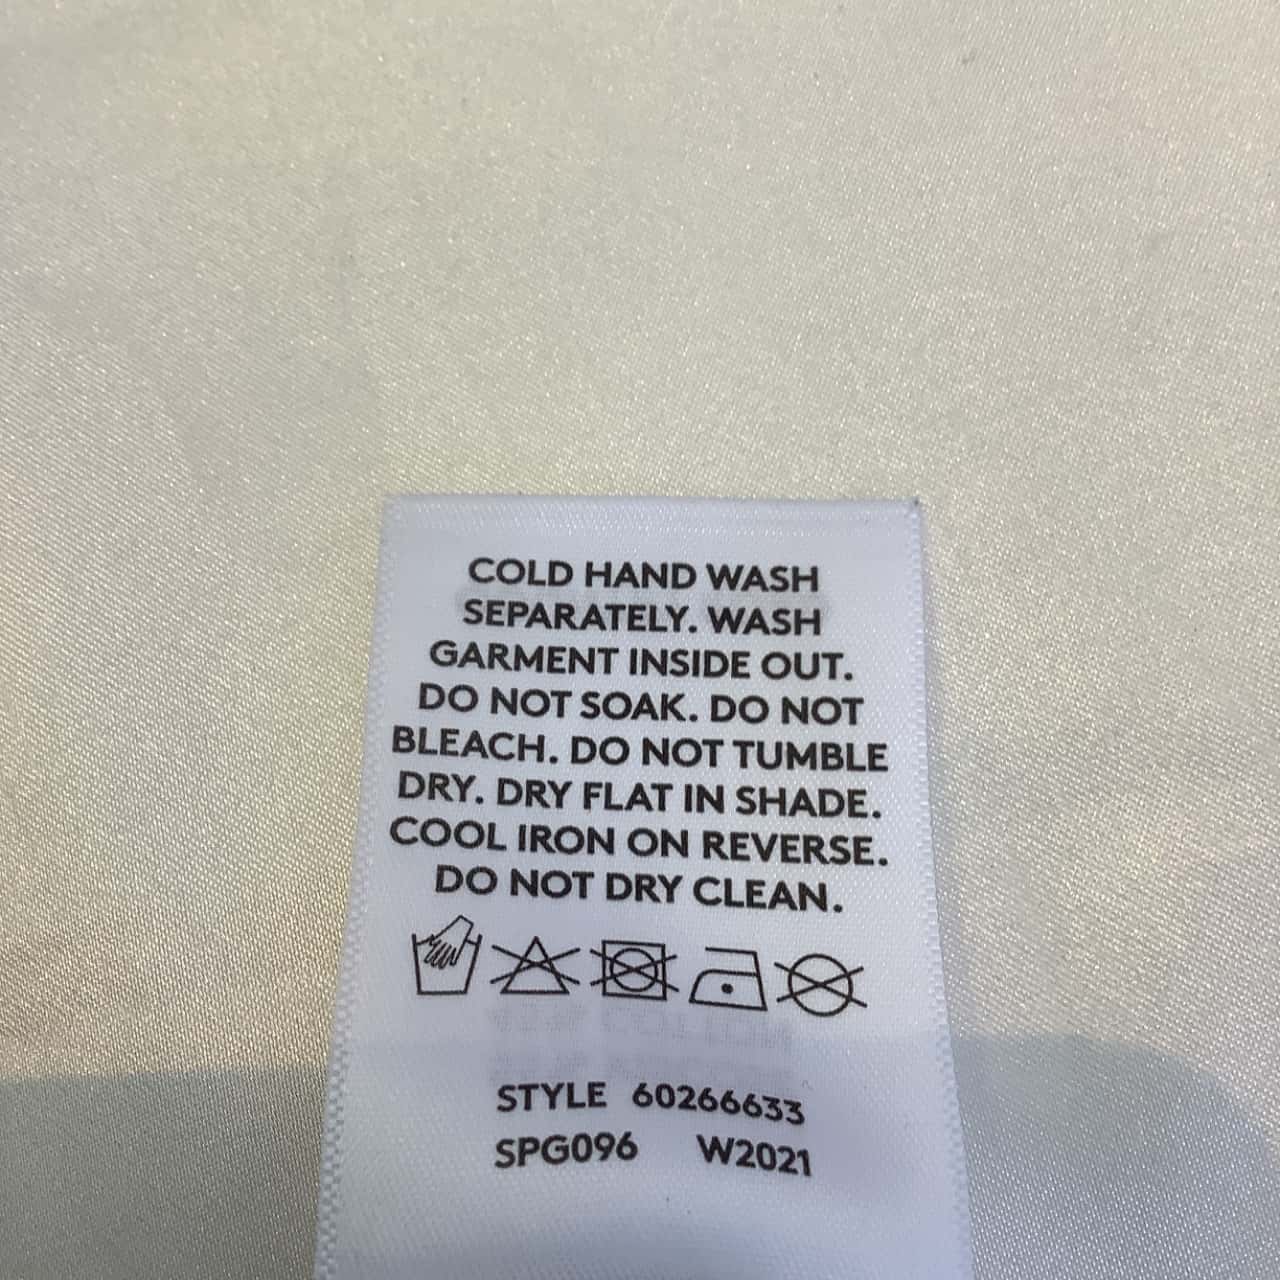 COLD HAND WASH
SEPARATELY. WASH
GARMENT INSIDE OUT.
DO NOT SOAK. DO NOT
BLEACH. DO NOT TUMBLE
DRY. DRY FLAT IN SHADE.
COOL IRON ON REVERSE.
DO NOT DRY CLEAN.
STYLE 60266633
SPG096 W2021